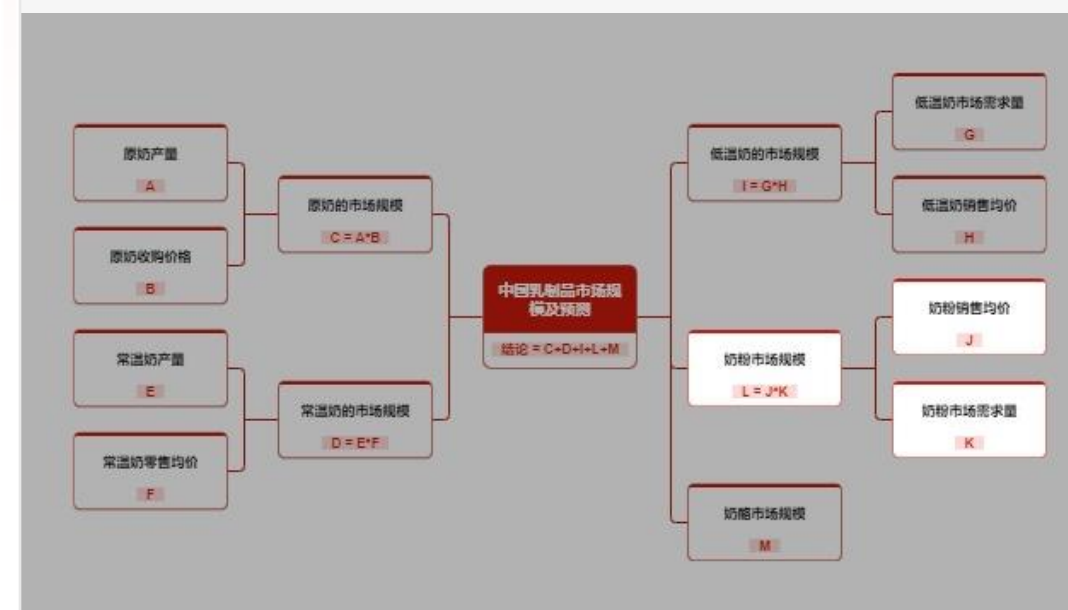 原奶产量
A
原奶收购价格
B
原奶的市场规模
C = A*B
常温奶产量
E
常温奶零售均价
F
常温奶的市场规模
D = E*F
中国乳制品市场规
模及预测
结论 = C+D+I+L+M
低温奶的市场规模
I = G*H
低温奶市场需求量
G
低温奶销售均价
H
奶粉市场规模
L = J*K
奶粉销售均价
J
奶粉市场需求量
K
奶酪市场规模
M